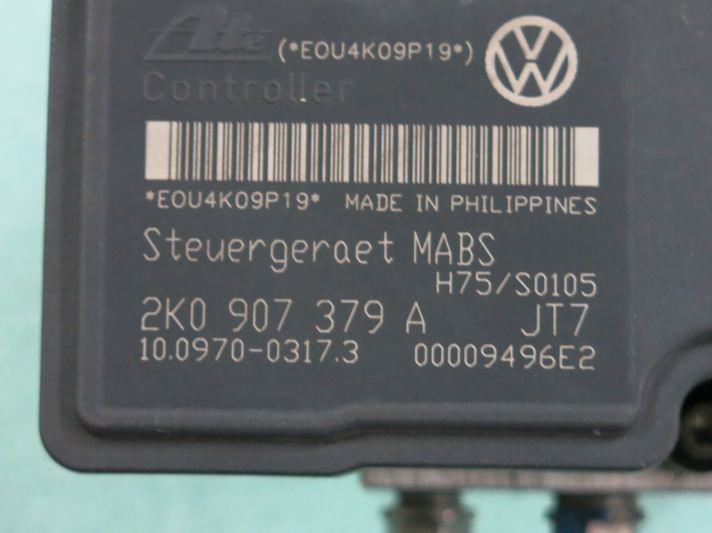 Ate (*EOU4K09P19*)
Controller
*EOU4K09P19* MADE IN PHILIPPINES
Steuergeraet MABS
H75/S0105
2K0 907 379 A JT7
10.0970-0317.3 00009496E2